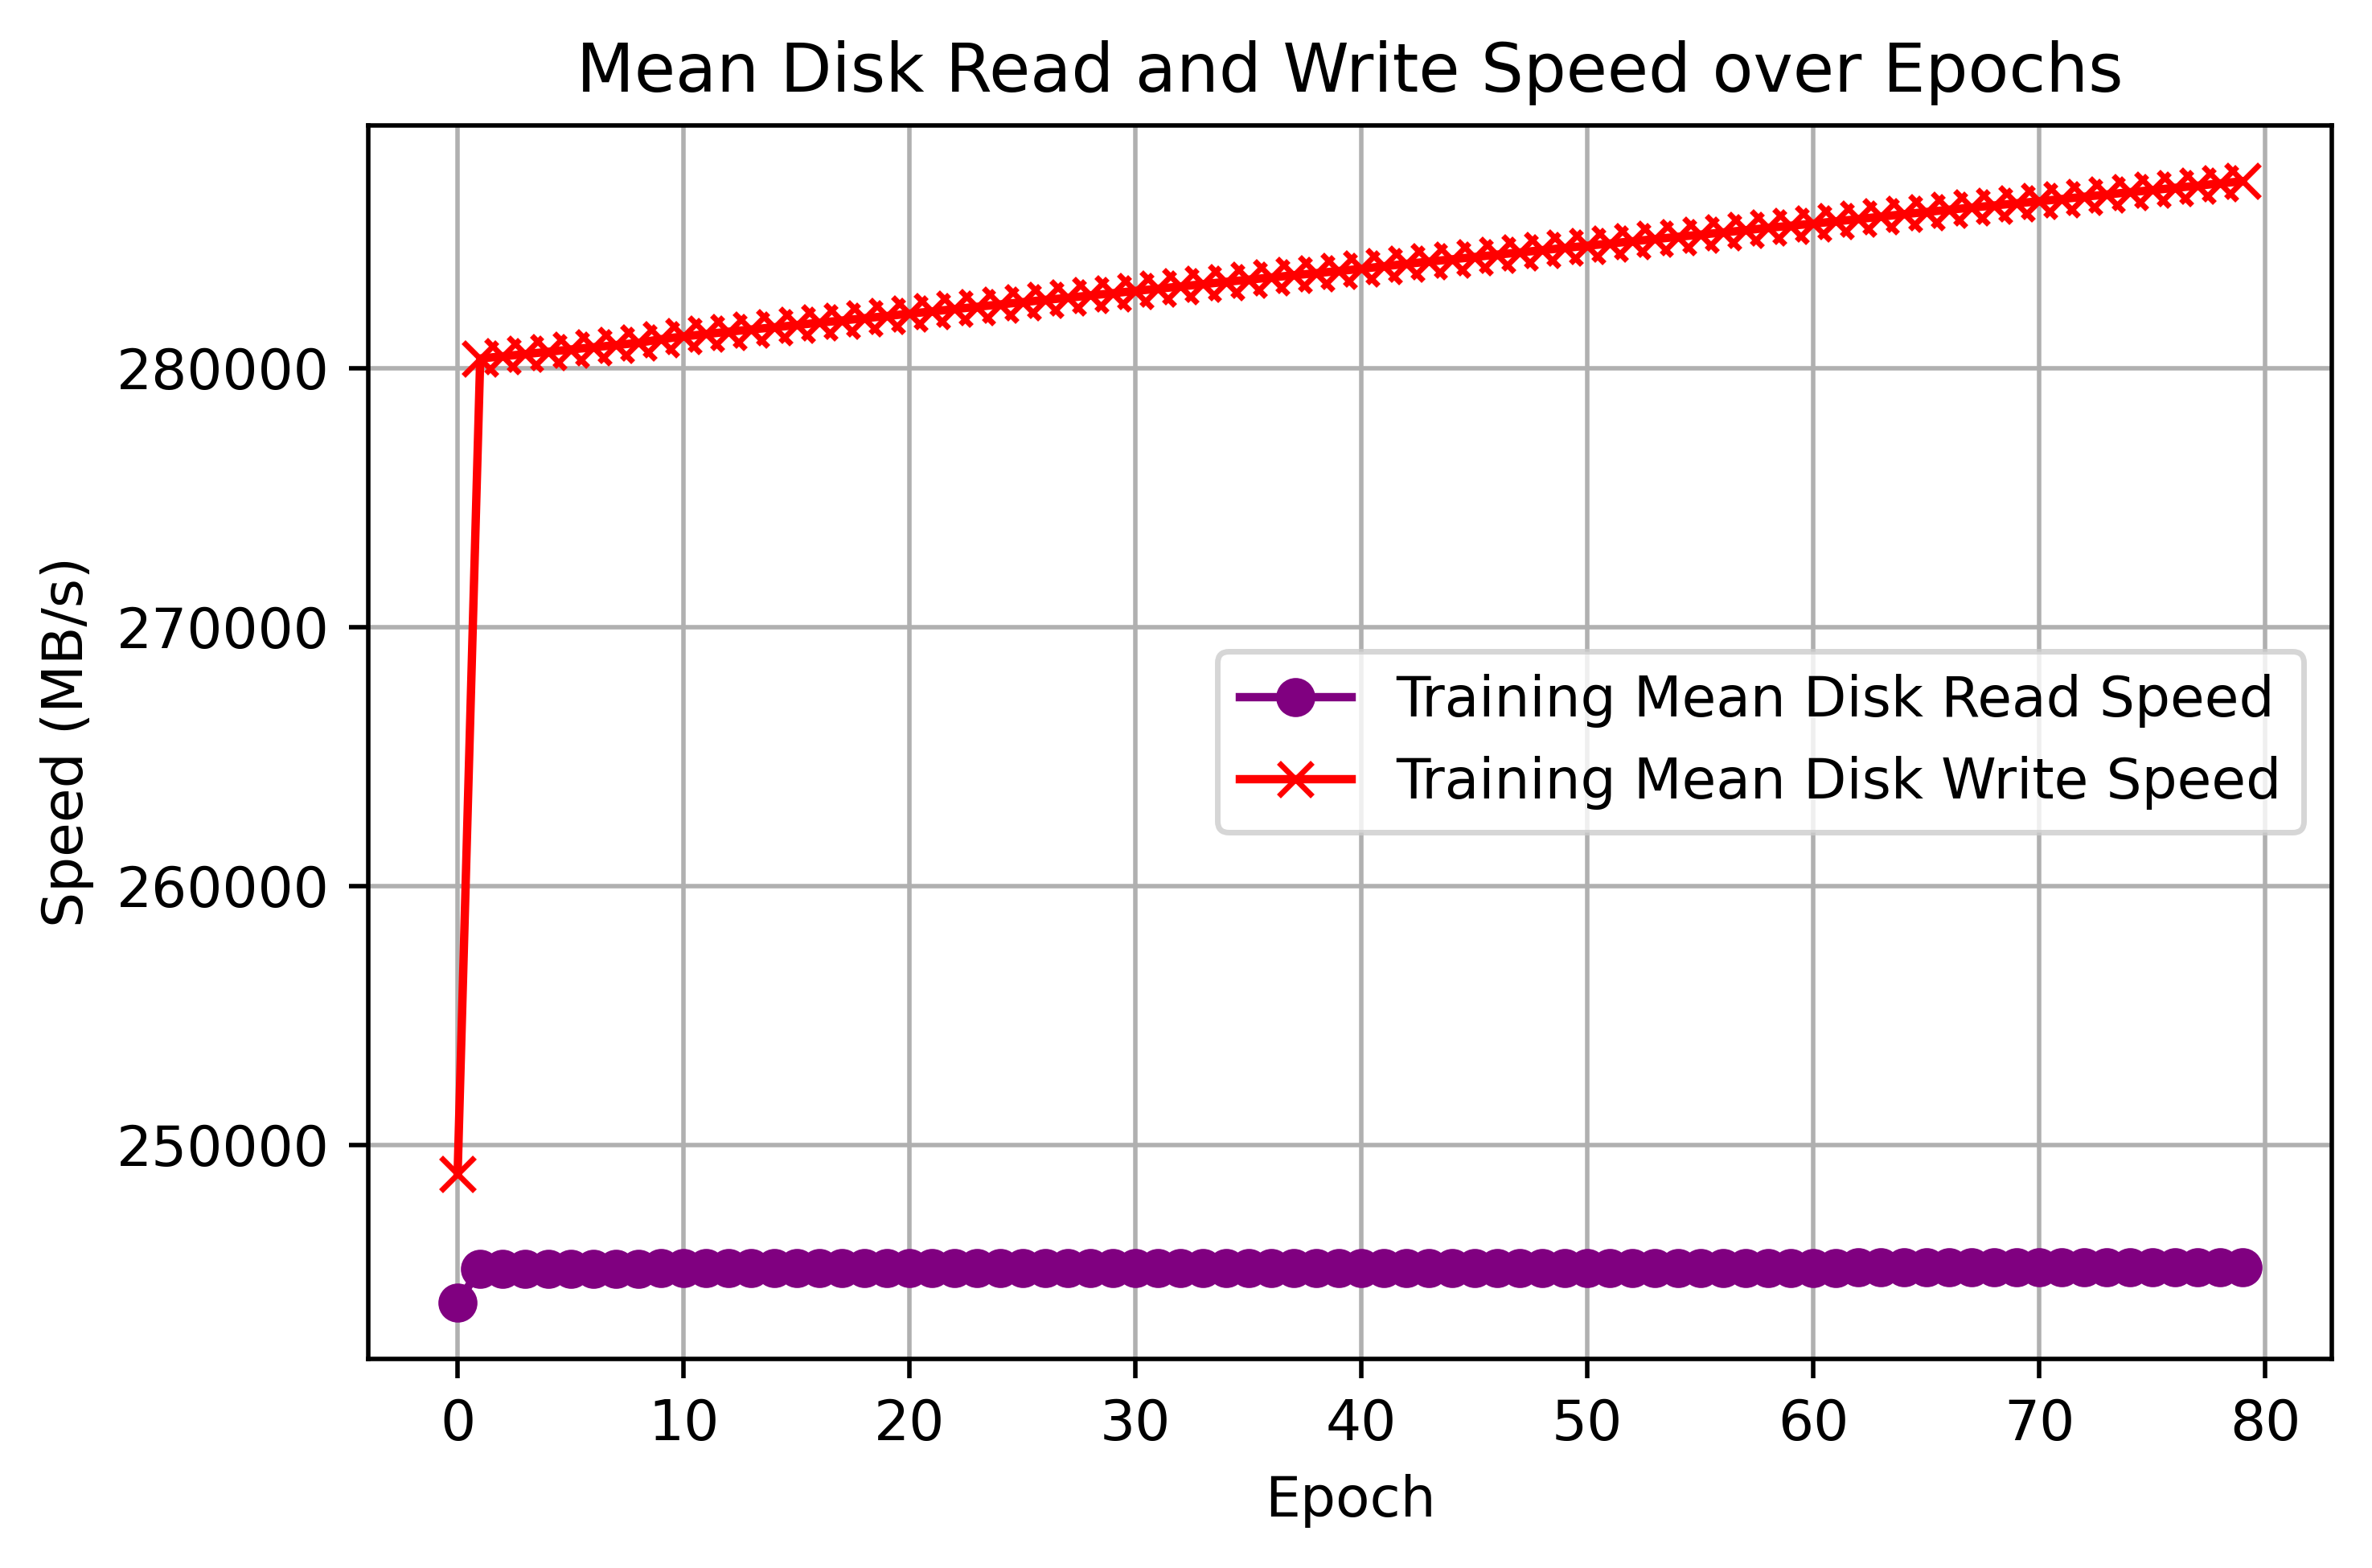 Mean Disk Read and Write Speed over Epochs
Speed (MB/s)
280000
270000
260000
250000
Training Mean Disk Read Speed
Training Mean Disk Write Speed
0 10 20 30 40 50 60 70 80
Epoch